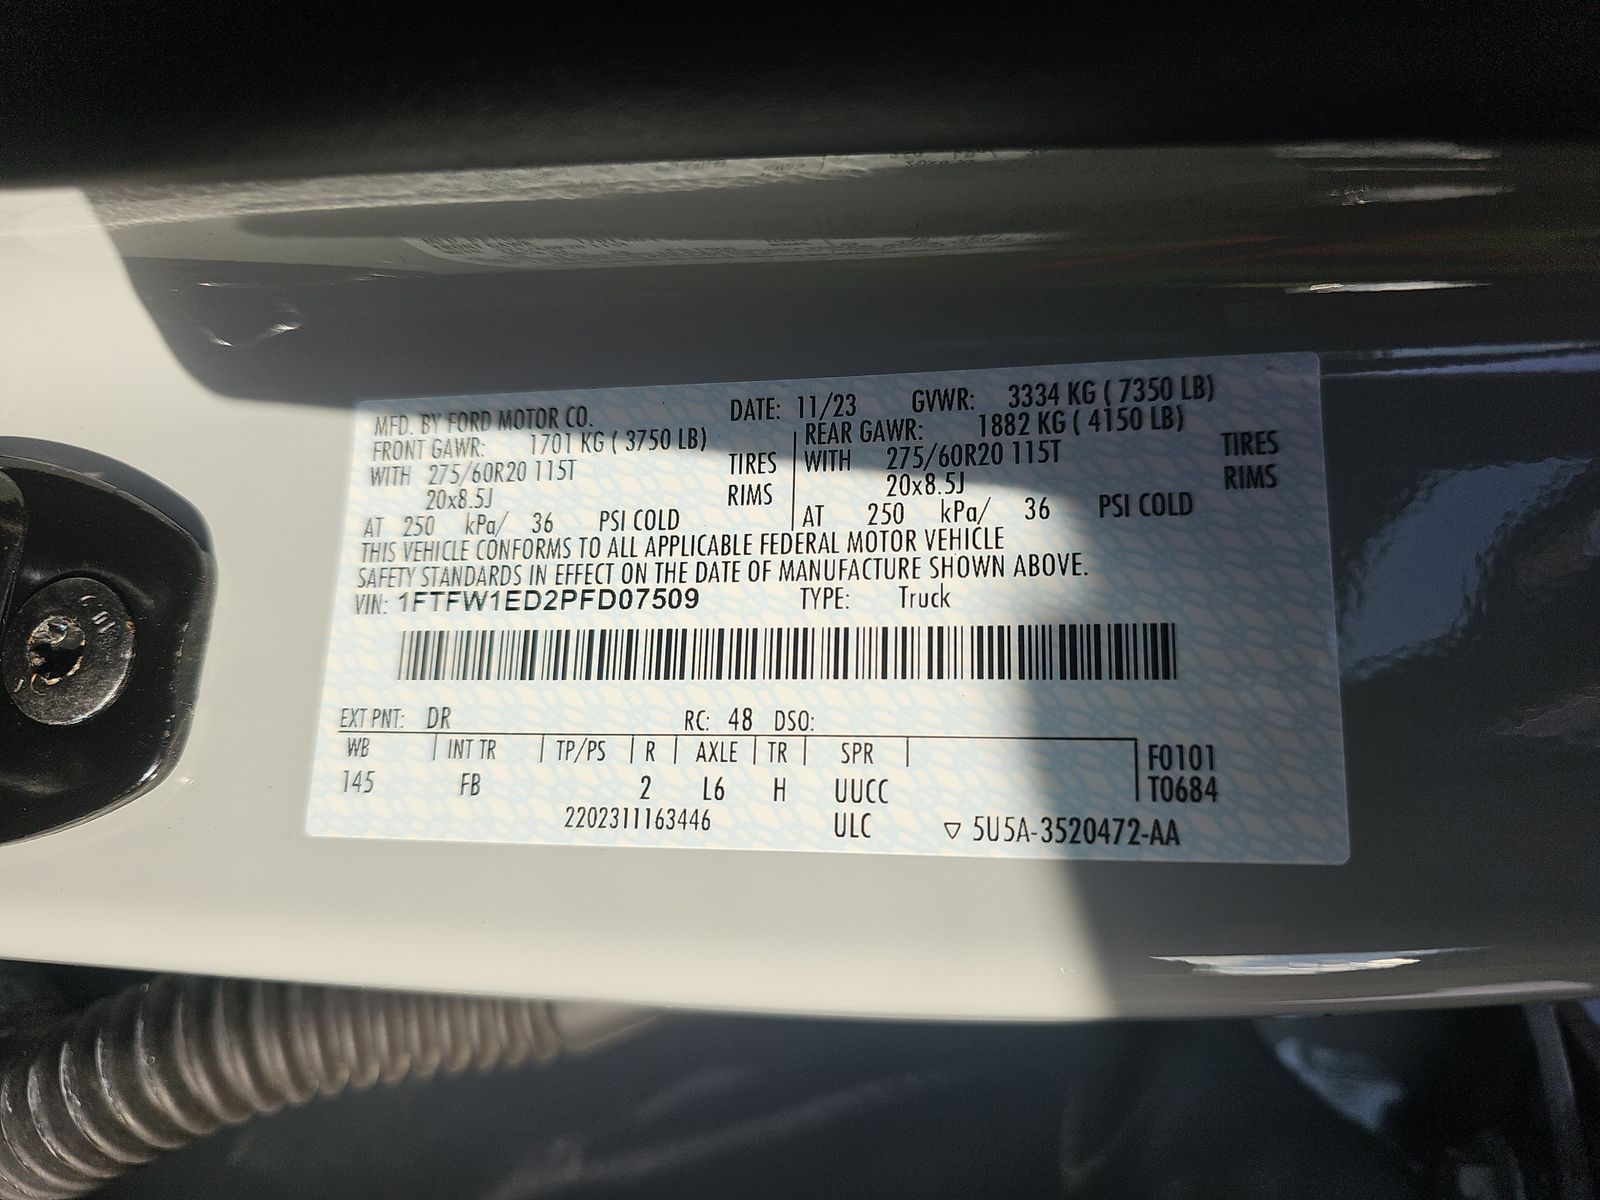 MFD. BY FORD MOTOR CO. DATE: 11/23 GVWR: 3334 KG ( 7350 LB)
FRONT GAWR: 1701 KG ( 3750 LB) REAR GAWR: 1882 KG ( 4150 LB)
WITH 275/60R20 115T TIRES WITH 275/60R20 115T TIRES
20x8.5J RIMS 20x8.5J RIMS
AT 250 kPa/ 36 PSI COLD AT 250 kPa/ 36 PSI COLD
THIS VEHICLE CONFORMS TO ALL APPLICABLE FEDERAL MOTOR VEHICLE
SAFETY STANDARDS IN EFFECT ON THE DATE OF MANUFACTURE SHOWN ABOVE.
VIN: 1FTFW1ED2PFD07509 TYPE: Truck
EXT PNT: DR RC: 48 DSO:
WB INT TR TP/PS R AXLE TR SPR F0101
145 FB 2 L6 H UUCC T0684
2202311163446 ULC ▽ 5U5A-3520472-AA